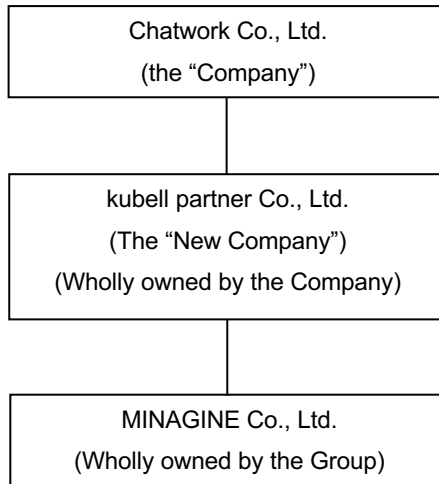 Chatwork Co., Ltd.
(the “Company”)
kubell partner Co., Ltd.
(The “New Company”)
(Wholly owned by the Company)
MINAGINE Co., Ltd.
(Wholly owned by the Group)